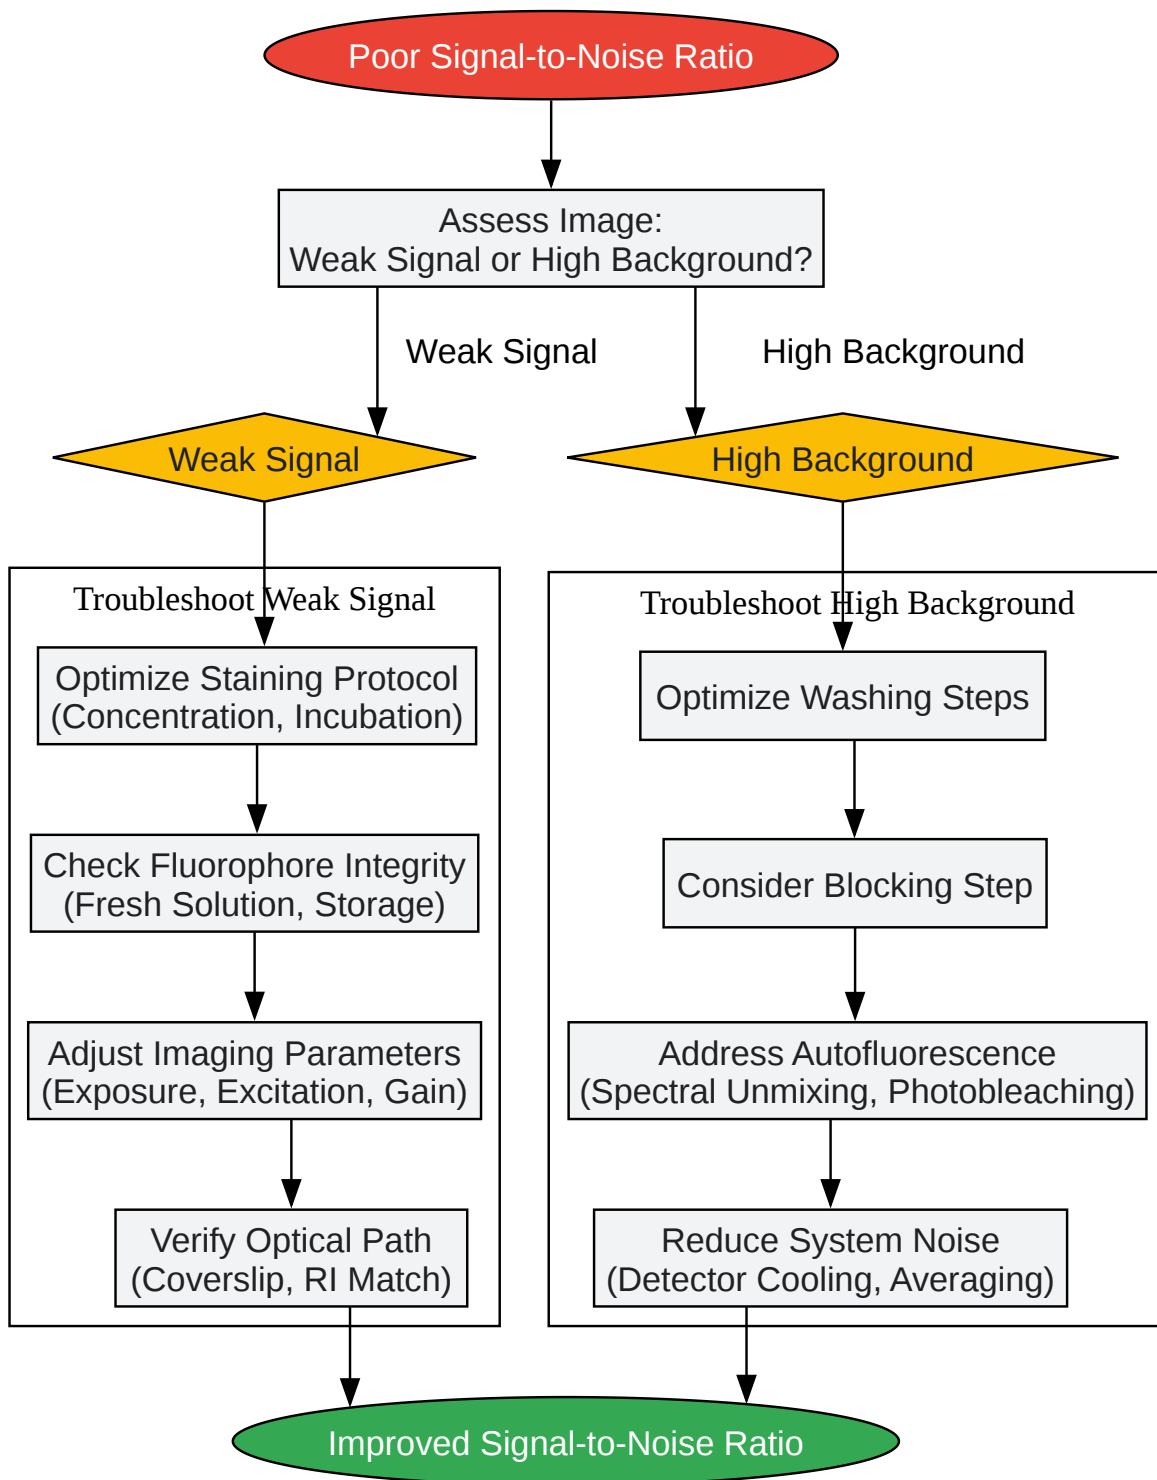 Poor Signal-to-Noise Ratio
Assess Image:
Weak Signal or High Background?
Weak Signal
High Background
Weak Signal
High Background
Troubleshoot Weak Signal
Optimize Staining Protocol
(Concentration, Incubation)
Check Fluorophore Integrity
(Fresh Solution, Storage)
Adjust Imaging Parameters
(Exposure, Excitation, Gain)
Verify Optical Path
(Coverslip, RI Match)
Troubleshoot High Background
Optimize Washing Steps
Consider Blocking Step
Address Autofluorescence
(Spectral Unmixing, Photobleaching)
Reduce System Noise
(Detector Cooling, Averaging)
Improved Signal-to-Noise Ratio